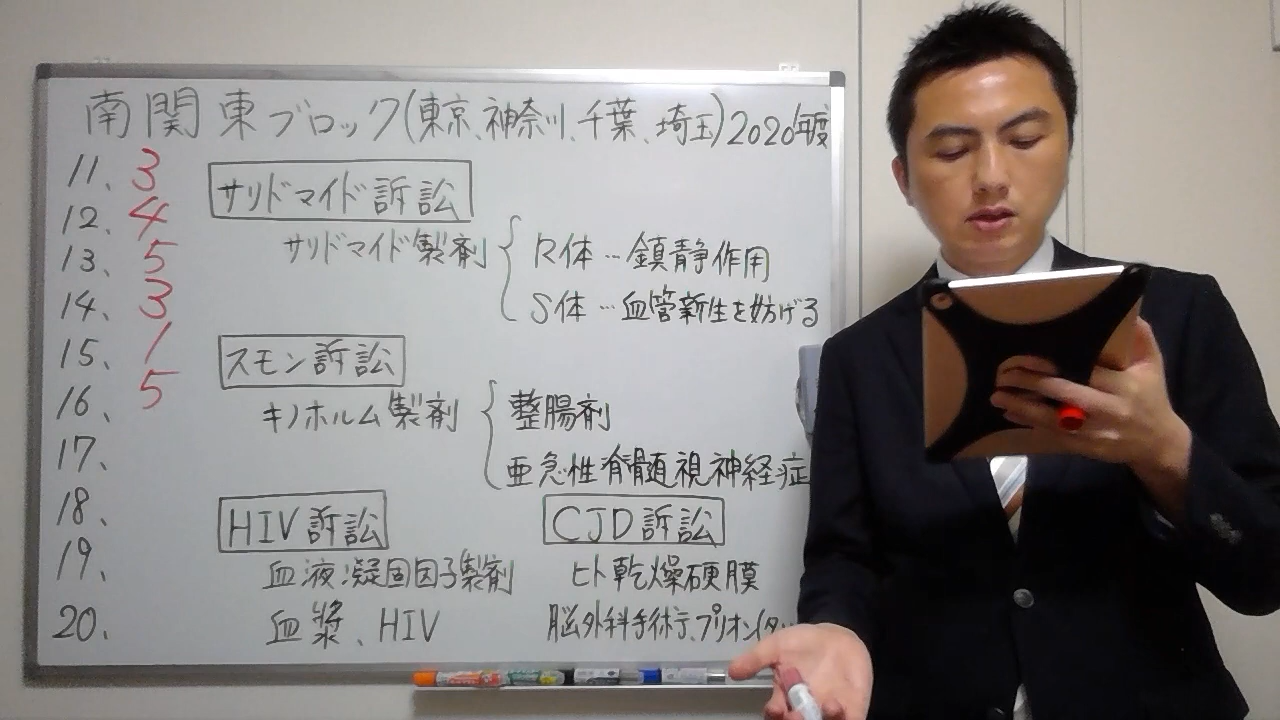 南関東ブロック(東京、神奈川、千葉、埼玉)2020年度
11、3
12、4
13、5
14、3
15、1
16、5
17、
18、
19、
20、
サリドマイド訴訟
サリドマイド製剤
R体…鎮静作用
S体…血管新生を妨げる
スモン訴訟
キノホルム製剤
整腸剤
亜急性脊髄視神経症
HIV訴訟
血液凝固因子製剤
血漿、HIV
CJD訴訟
ヒト乾燥硬膜
脳外科手術、プリオン(タ